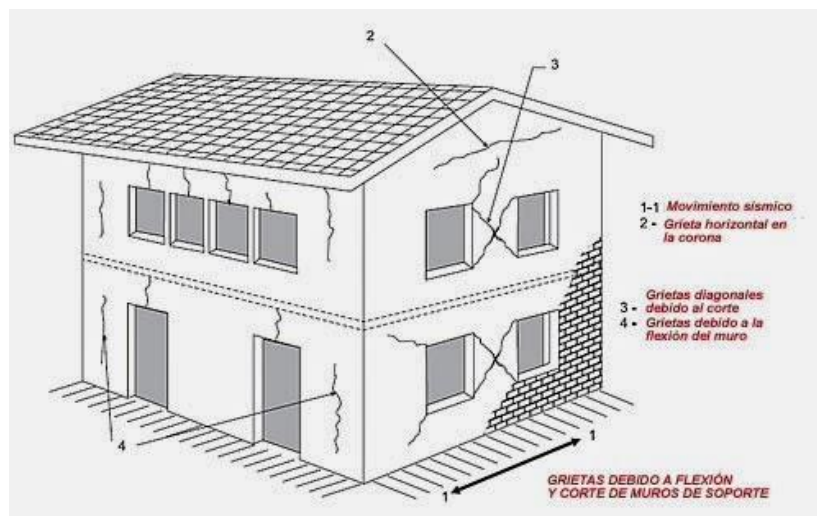 2
3
1-1 Movimiento sísmico
2 - Grieta horizontal en
la corona
Grietas diagonales
3 - debido al corte
4 - Grietas debido a la
flexión del muro
4
1
1
GRIETAS DEBIDO A FLEXIÓN
Y CORTE DE MUROS DE SOPORTE